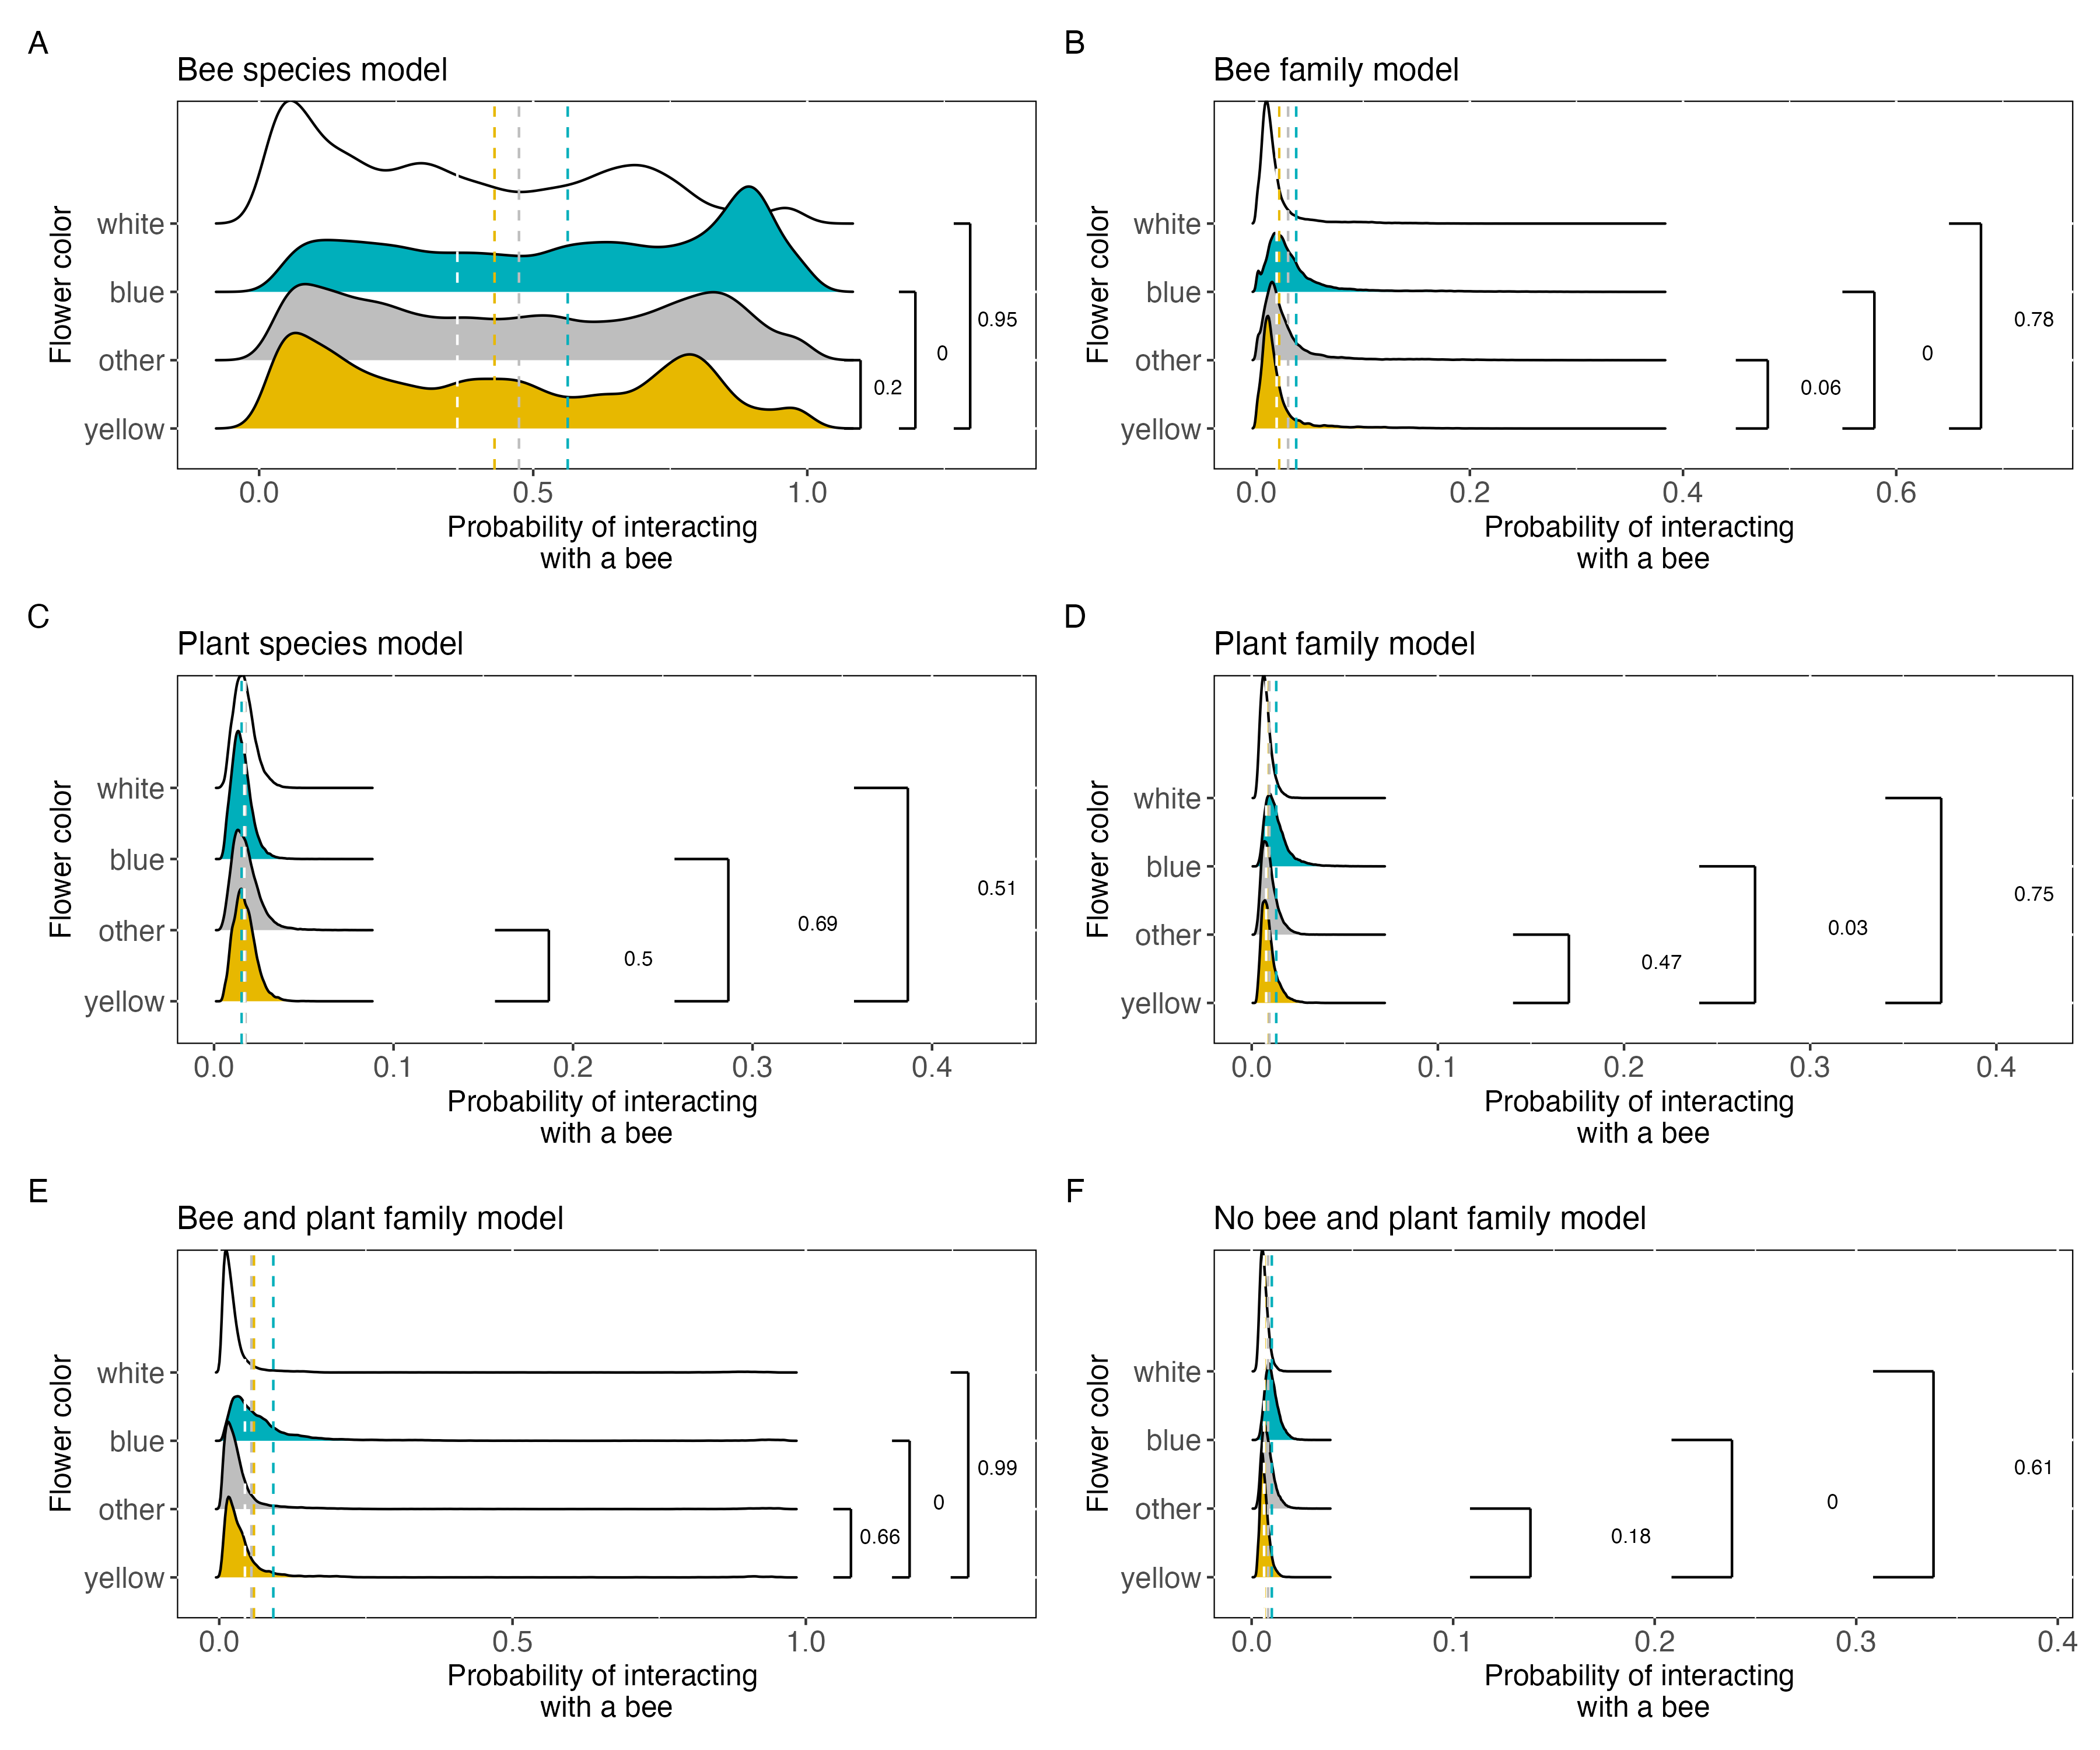 A
Bee species model
Flower color
white
blue
other
yellow
0.95
0
0.2
0.0
0.5
1.0
Probability of interacting
with a bee
B
Bee family model
Flower color
white
blue
other
yellow
0.78
0
0.06
0.0
0.2
0.4
0.6
Probability of interacting
with a bee
C
Plant species model
Flower color
white
blue
other
yellow
0.51
0.69
0.5
0.0
0.1
0.2
0.3
0.4
Probability of interacting
with a bee
D
Plant family model
Flower color
white
blue
other
yellow
0.75
0.03
0.47
0.0
0.1
0.2
0.3
0.4
Probability of interacting
with a bee
E
Bee and plant family model
Flower color
white
blue
other
yellow
0.99
0
0.66
0.0
0.5
1.0
Probability of interacting
with a bee
F
No bee and plant family model
Flower color
white
blue
other
yellow
0.61
0
0.18
0.0
0.1
0.2
0.3
0.4
Probability of interacting
with a bee